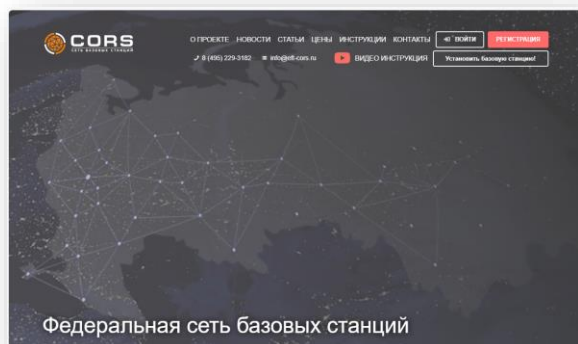 CORS
СЕТЬ БАЗОВЫХ СТАНЦИЙ
О ПРОЕКТЕ НОВОСТИ СТАТЬИ ЦЕНЫ ИНСТРУКЦИИ КОНТАКТЫ ВОЙТИ РЕГИСТРАЦИЯ
8 (495) 229-3182 info@eft-cors.ru ВИДЕО ИНСТРУКЦИЯ Установить базовую станцию!
Федеральная сеть базовых станций